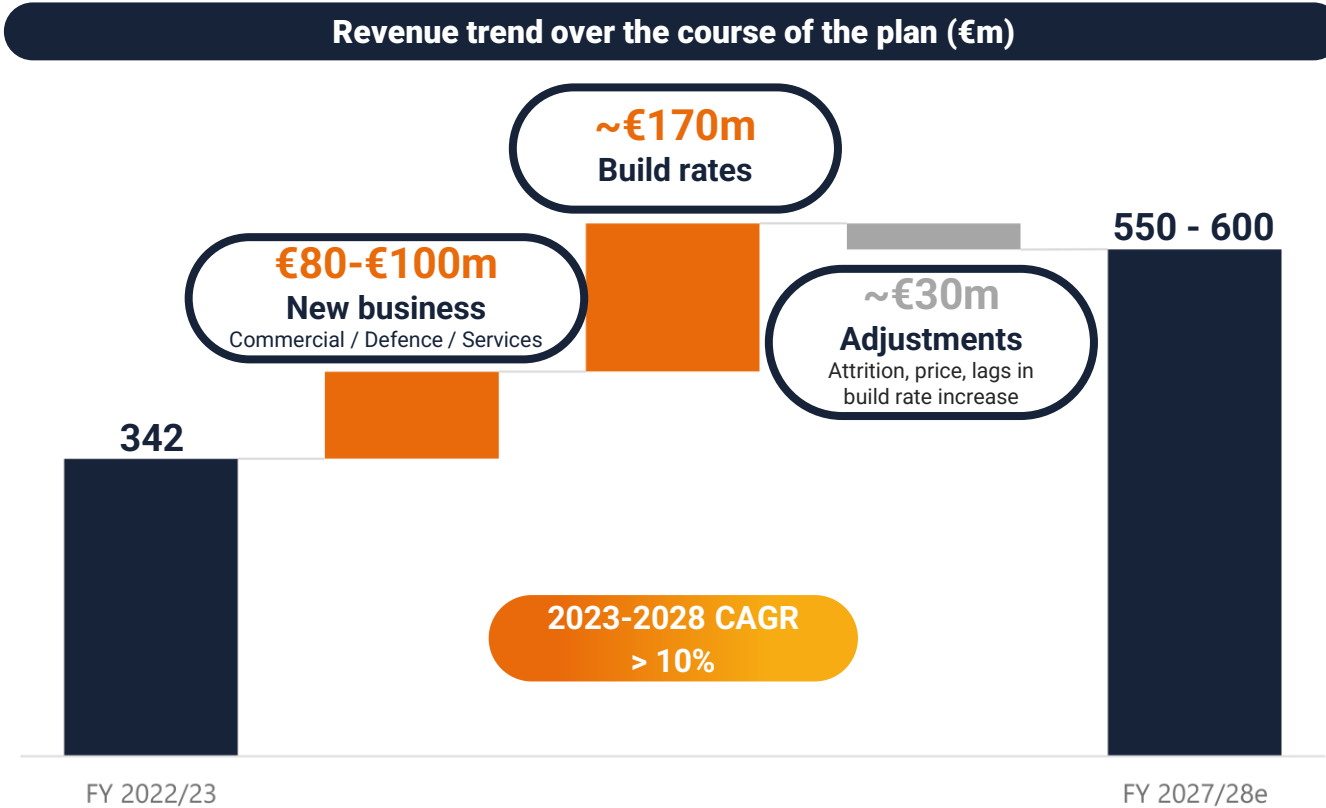 Revenue trend over the course of the plan (€m)
~€170m
Build rates
€80-€100m
New business
Commercial / Defence / Services
550 - 600
~€30m
Adjustments
Attrition, price, lags in
build rate increase
342
2023-2028 CAGR
> 10%
FY 2022/23
FY 2027/28e